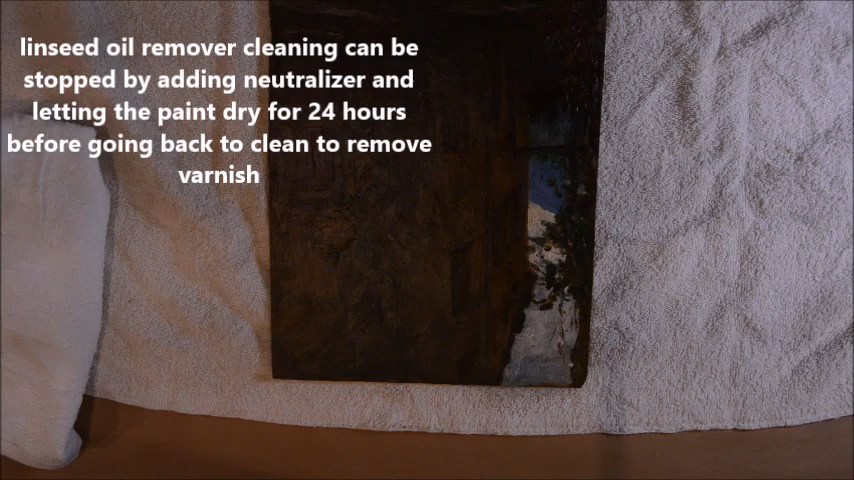 linseed oil remover cleaning can be
stopped by adding neutralizer and
letting the paint dry for 24 hours
before going back to clean to remove
varnish